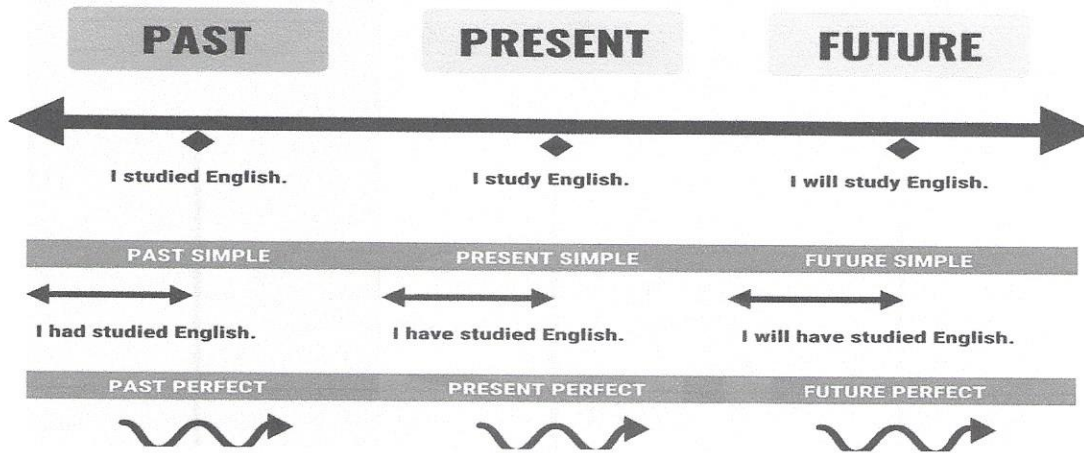 PAST PRESENT FUTURE
I studied English. I study English. I will study English.
PAST SIMPLE PRESENT SIMPLE FUTURE SIMPLE
I had studied English. I have studied English. I will have studied English.
PAST PERFECT PRESENT PERFECT FUTURE PERFECT